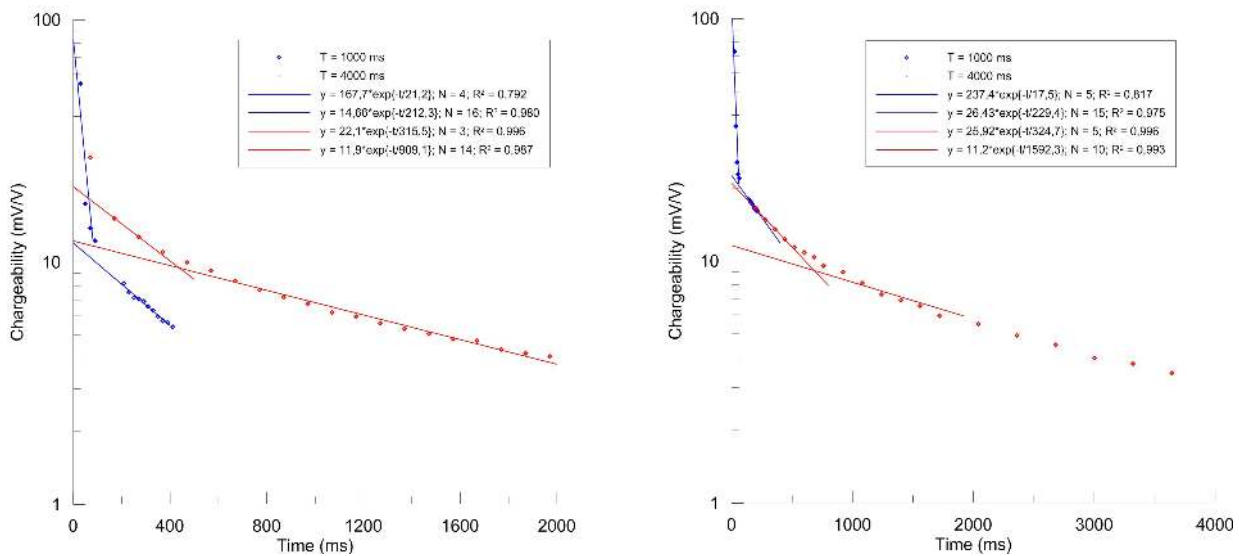 100
T = 1000 ms
T = 4000 ms
y = 167,7*exp{-t/21,2}; N = 4; R² = 0.792
y = 14,66*exp{-t/212,3}; N = 16; R² = 0.980
y = 22,1*exp{-t/315,5}; N = 3; R² = 0.996
y = 11,9*exp{-t/909,1}; N = 14; R² = 0.987
Chargeability (mV/V)
10
1
0
400
800
1200
1600
2000
Time (ms)
100
T = 1000 ms
T = 4000 ms
y = 237,4*exp{-t/17,5}; N = 5; R² = 0,817
y = 26,43*exp{-t/229,4}; N = 15; R² = 0.975
y = 25,92*exp{-t/324,7}; N = 5; R² = 0.996
y = 11.2*exp{-t/1592,3}; N = 10; R² = 0.993
Chargeability (mV/V)
10
1
0
1000
2000
3000
4000
Time (ms)